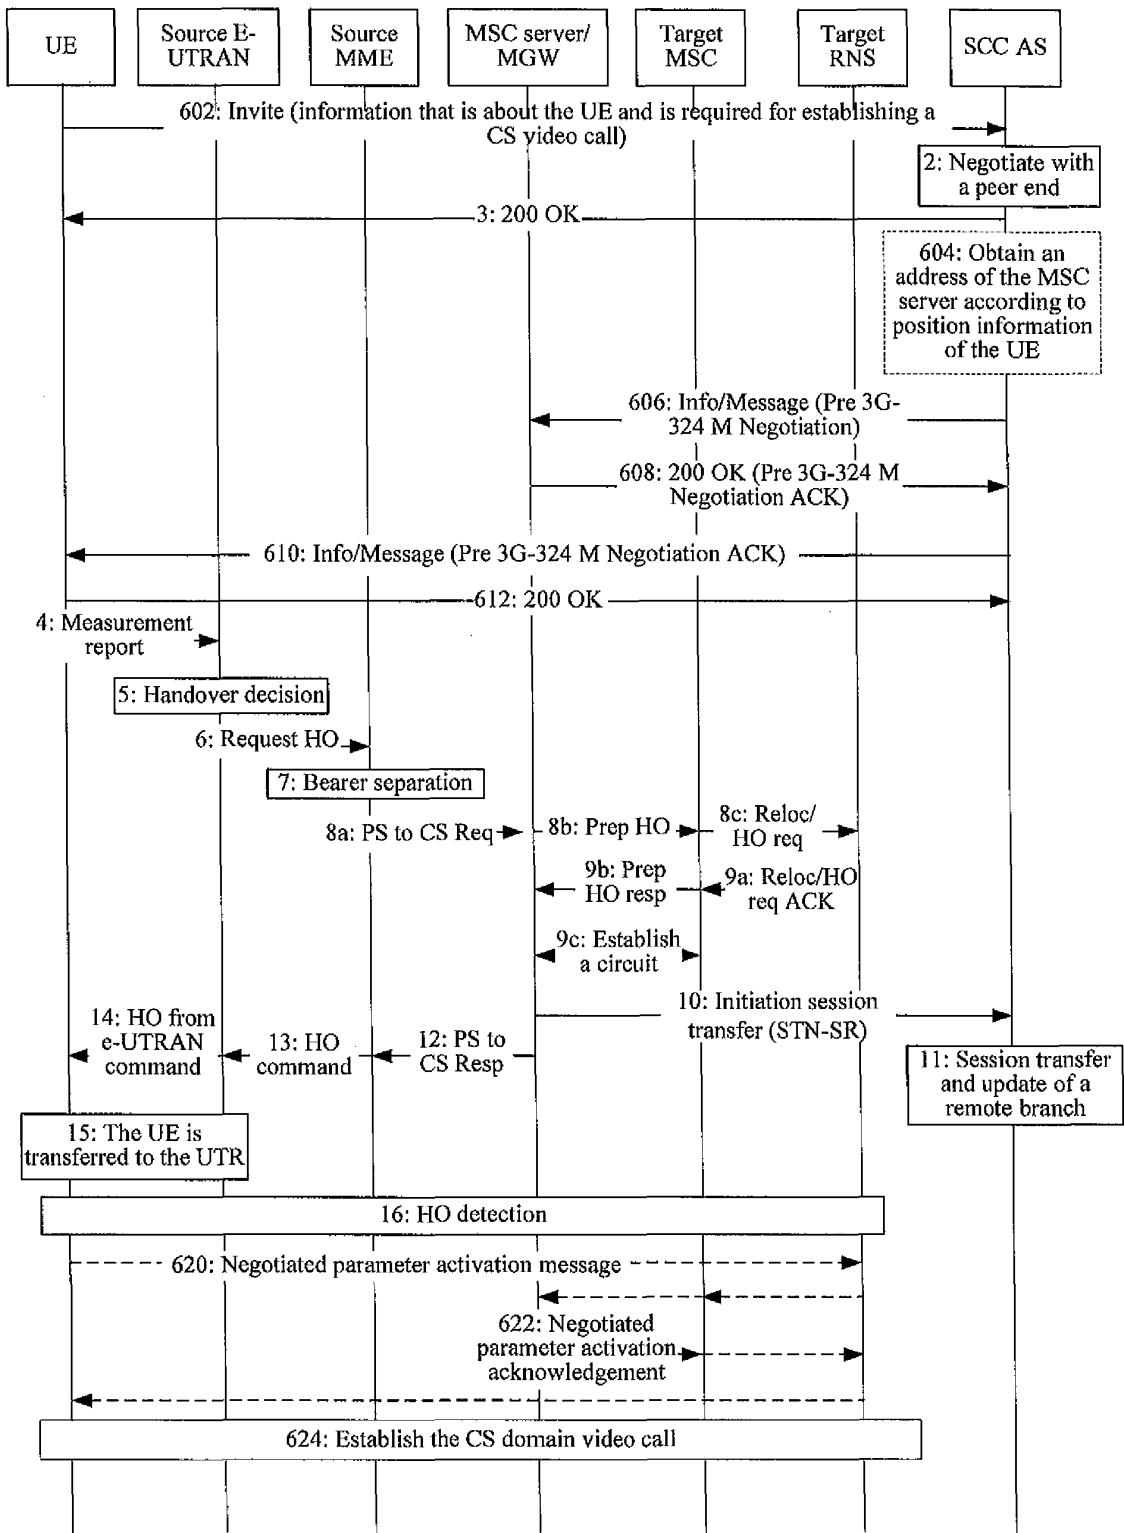 UE
Source E-
UTRAN
Source
MME
MSC server/
MGW
Target
MSC
Target
RNS
SCC AS
602: Invite (information that is about the UE and is required for establishing a
CS video call)
2: Negotiate with
a peer end
3: 200 OK
604: Obtain an
address of the MSC
server according to
position information
of the UE
606: Info/Message (Pre 3G-
324 M Negotiation)
608: 200 OK (Pre 3G-324 M
Negotiation ACK)
610: Info/Message (Pre 3G-324 M Negotiation ACK)
612: 200 OK
4: Measurement
report
5: Handover decision
6: Request HO
7: Bearer separation
8a: PS to CS Req
8b: Prep HO
8c: Reloc/
HO req
9b: Prep
HO resp
9a: Reloc/HO
req ACK
9c: Establish
a circuit
10: Initiation session
transfer (STN-SR)
14: HO from
e-UTRAN
command
13: HO
command
12: PS to
CS Resp
11: Session transfer
and update of a
remote branch
15: The UE is
transferred to the UTR
16: HO detection
620: Negotiated parameter activation message
622: Negotiated
parameter activation
acknowledgement
624: Establish the CS domain video call